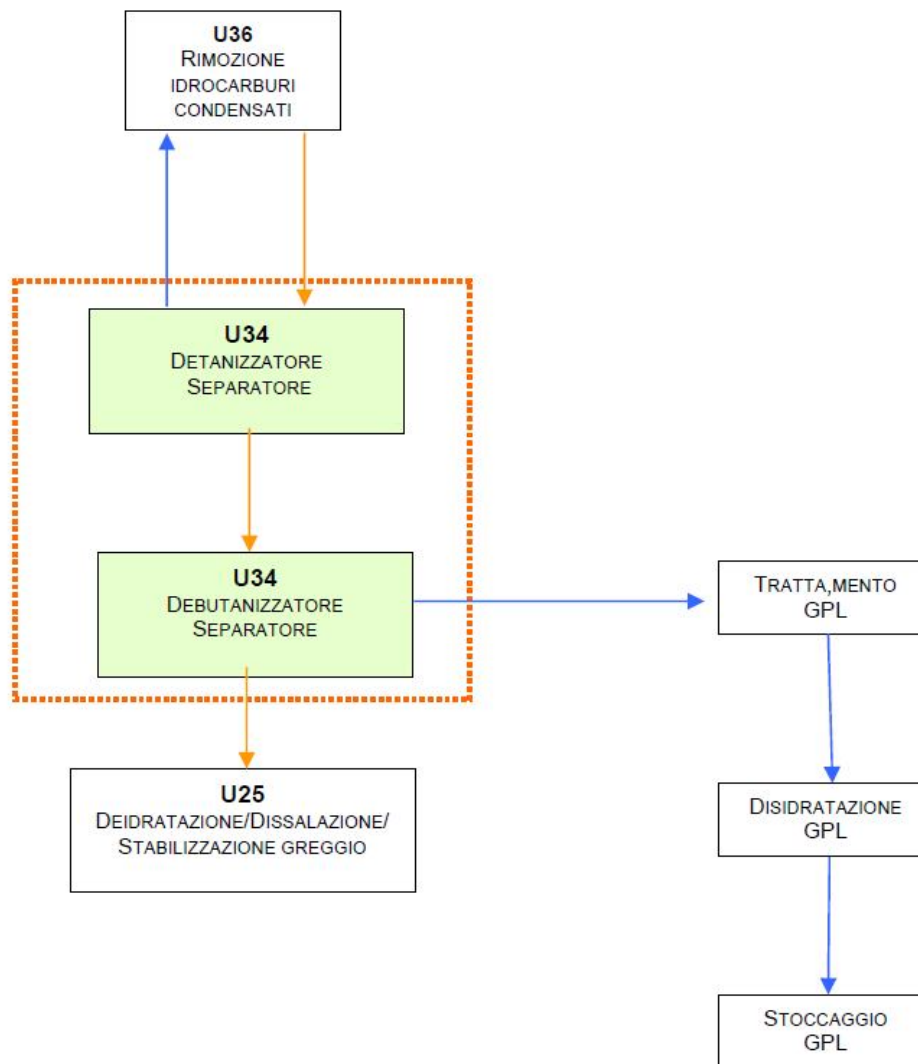 U36
RIMOZIONE
IDROCARBURI
CONDENSATI
U34
DETANIZZATORE
SEPARATORE
U34
DEBUTANIZZATORE
SEPARATORE
TRATTA,MENTO
GPL
U25
DEIDRATAZIONE/DISSALAZIONE/
STABILIZZAZIONE GREGGIO
DISIDRATAZIONE
GPL
STOCCAGGIO
GPL